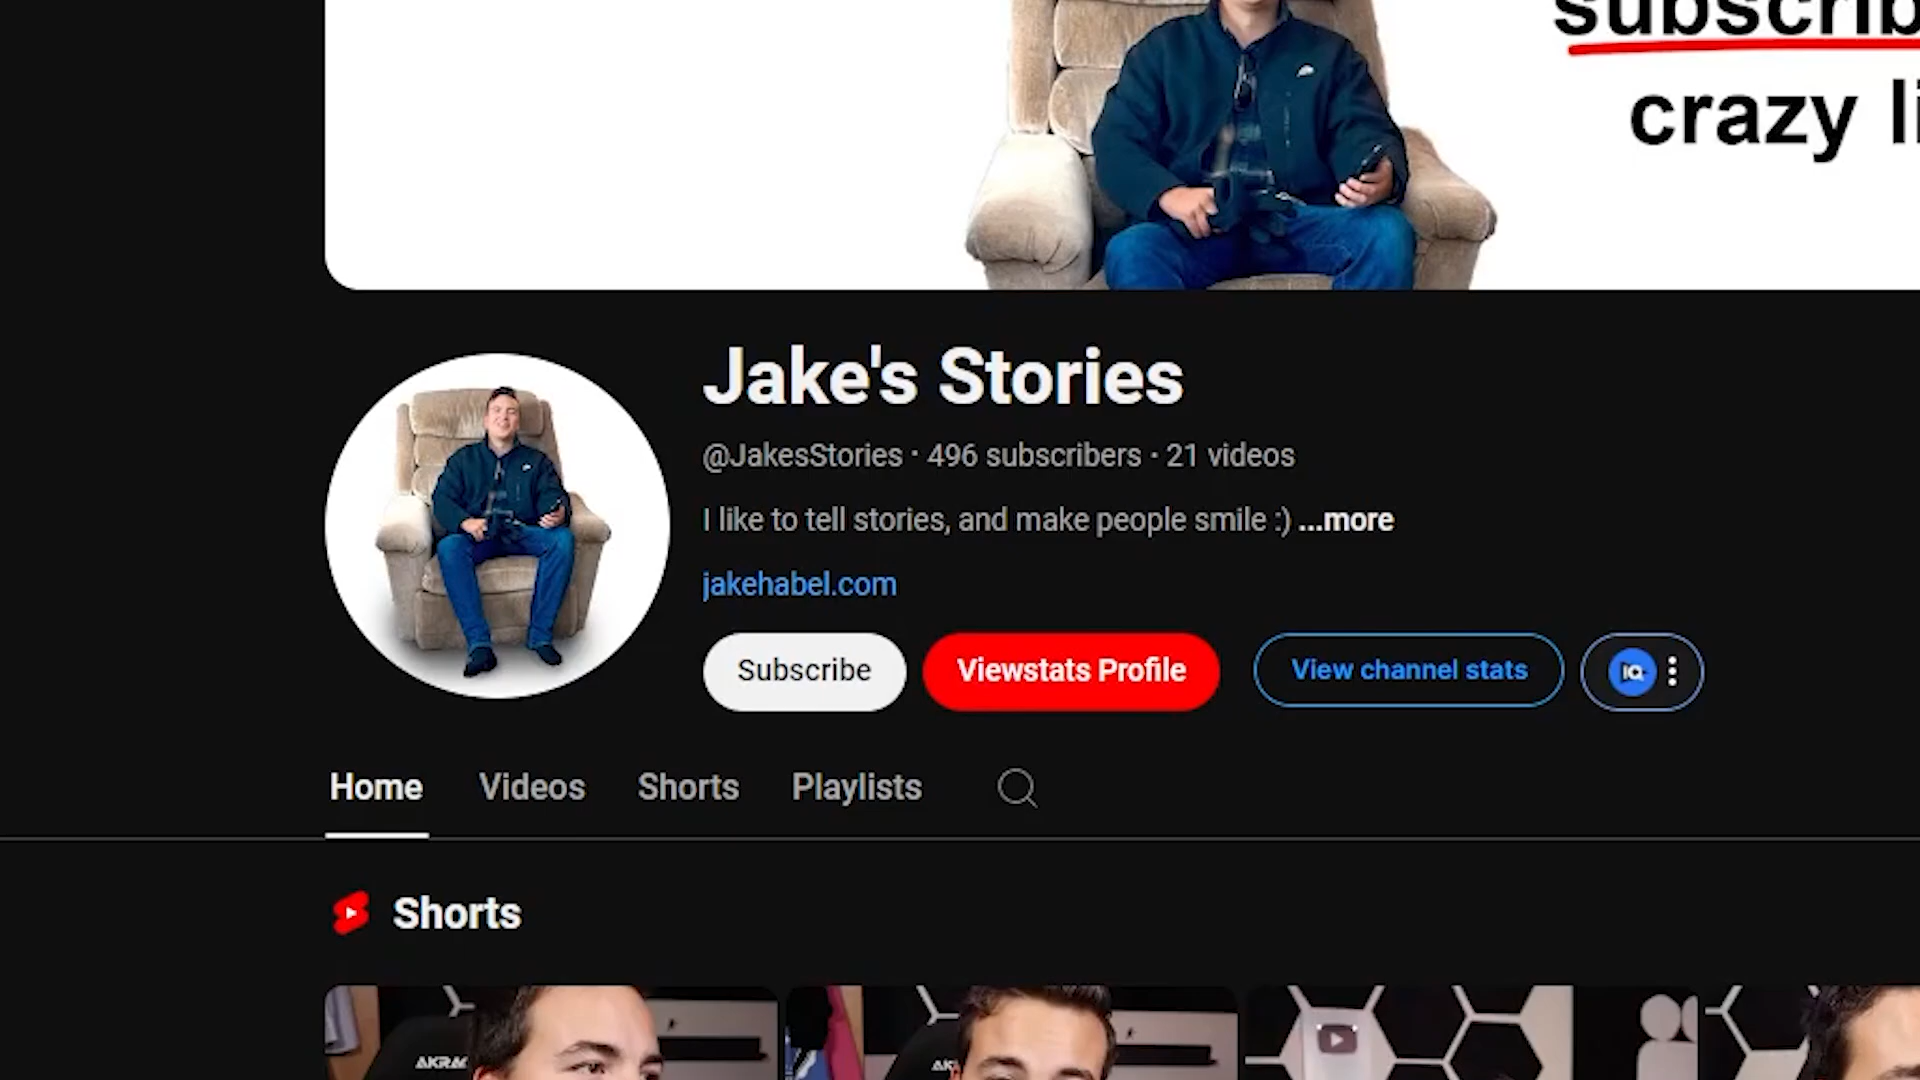 crazy
Jake's Stories
@JakesStories · 496 subscribers · 21 videos
I like to tell stories, and make people smile :) ...more
jakehabel.com
Subscribe
Viewstats Profile
View channel stats
IQ
Home
Videos
Shorts
Playlists
Shorts